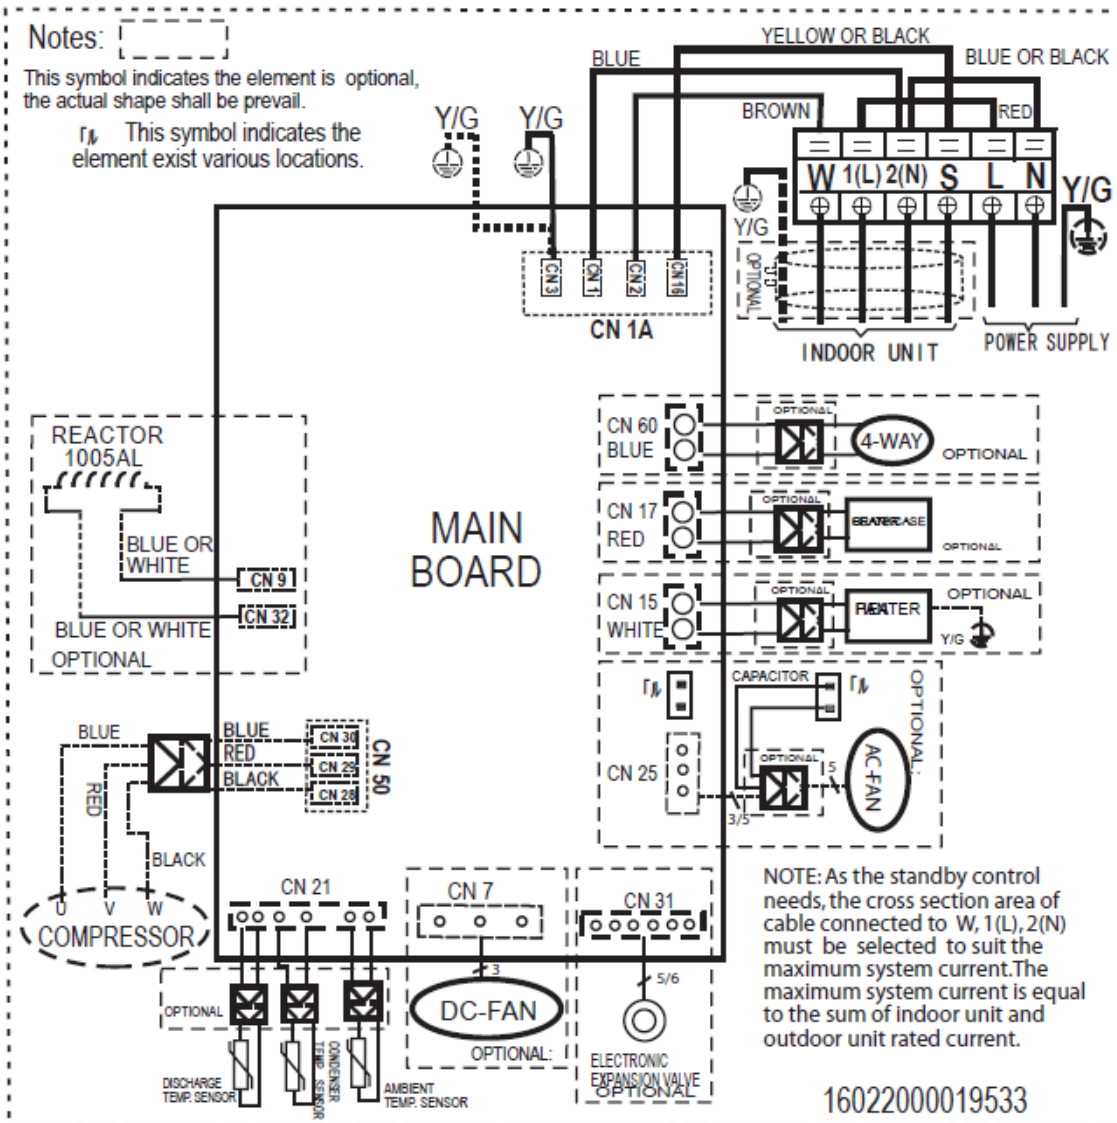 Notes:
This symbol indicates the element is optional,
the actual shape shall be prevail.
This symbol indicates the
element exist various locations.
Y/G
Y/G
BLUE
YELLOW OR BLACK
BLUE OR BLACK
BROWN
RED
W 1(L) 2(N) S L N
Y/G
Y/G
OPTIONAL
INDOOR UNIT
POWER SUPPLY
CN 3
CN 1
CN 2
CN 16
CN 1A
MAIN
BOARD
REACTOR
1005AL
BLUE OR
WHITE
CN 9
CN 32
BLUE OR WHITE
OPTIONAL
CN 60
BLUE
OPTIONAL
4-WAY
OPTIONAL
CN 17
RED
OPTIONAL
OPTIONAL
CN 15
WHITE
OPTIONAL
OPTIONAL
Y/G
CAPACITOR
OPTIONAL:
CN 25
OPTIONAL
3/5
5
AC-FAN
BLUE
RED
BLACK
BLUE
RED
BLACK
CN 30
CN 29
CN 28
CN 50
U V W
COMPRESSOR
CN 21
OPTIONAL
DISCHARGE
TEMP. SENSOR
CONDENSER
TEMP. SENSOR
AMBIENT
TEMP. SENSOR
CN 7
3
DC-FAN
OPTIONAL:
CN 31
5/6
ELECTRONIC
EXPANSION VALVE
OPTIONAL
NOTE: As the standby control
needs, the cross section area of
cable connected to W, 1(L), 2(N)
must be selected to suit the
maximum system current.The
maximum system current is equal
to the sum of indoor unit and
outdoor unit rated current.
16022000019533